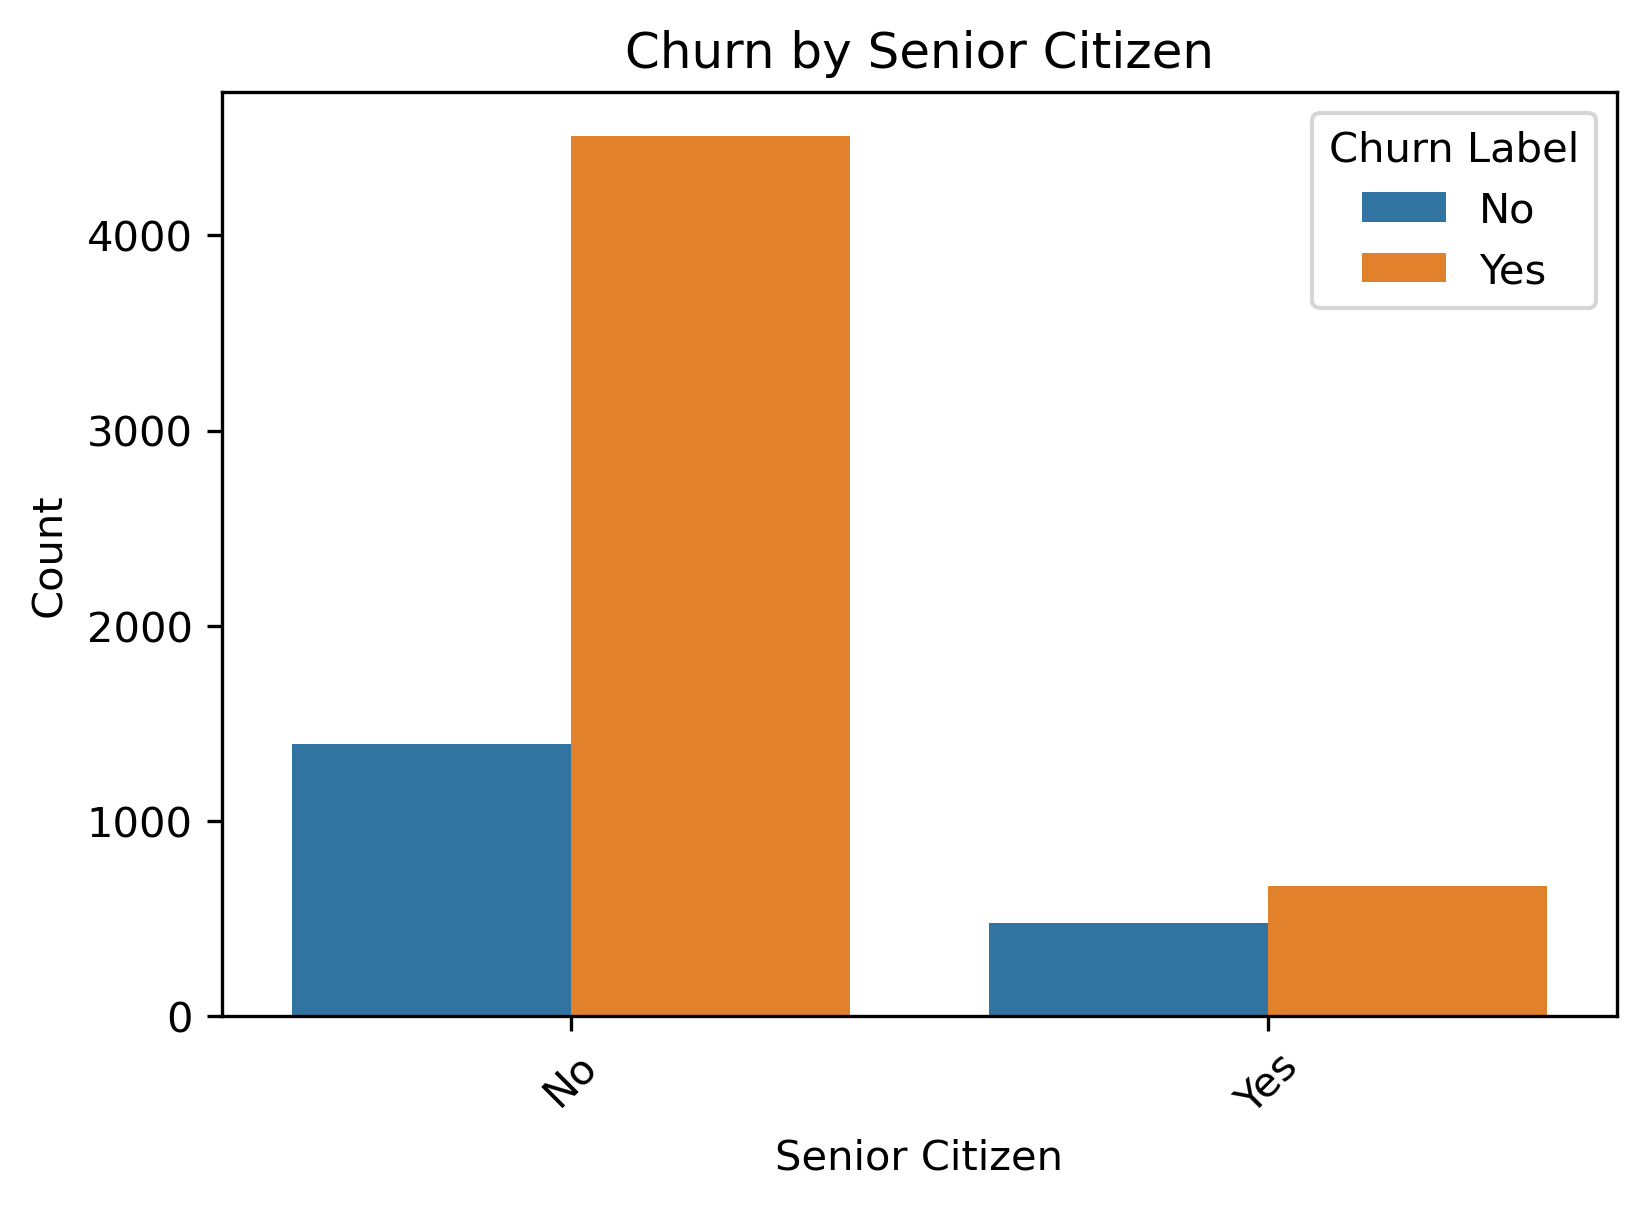 Churn by Senior Citizen
Churn Label
No
Yes
4000
3000
2000
1000
0
Count
No
Yes
Senior Citizen